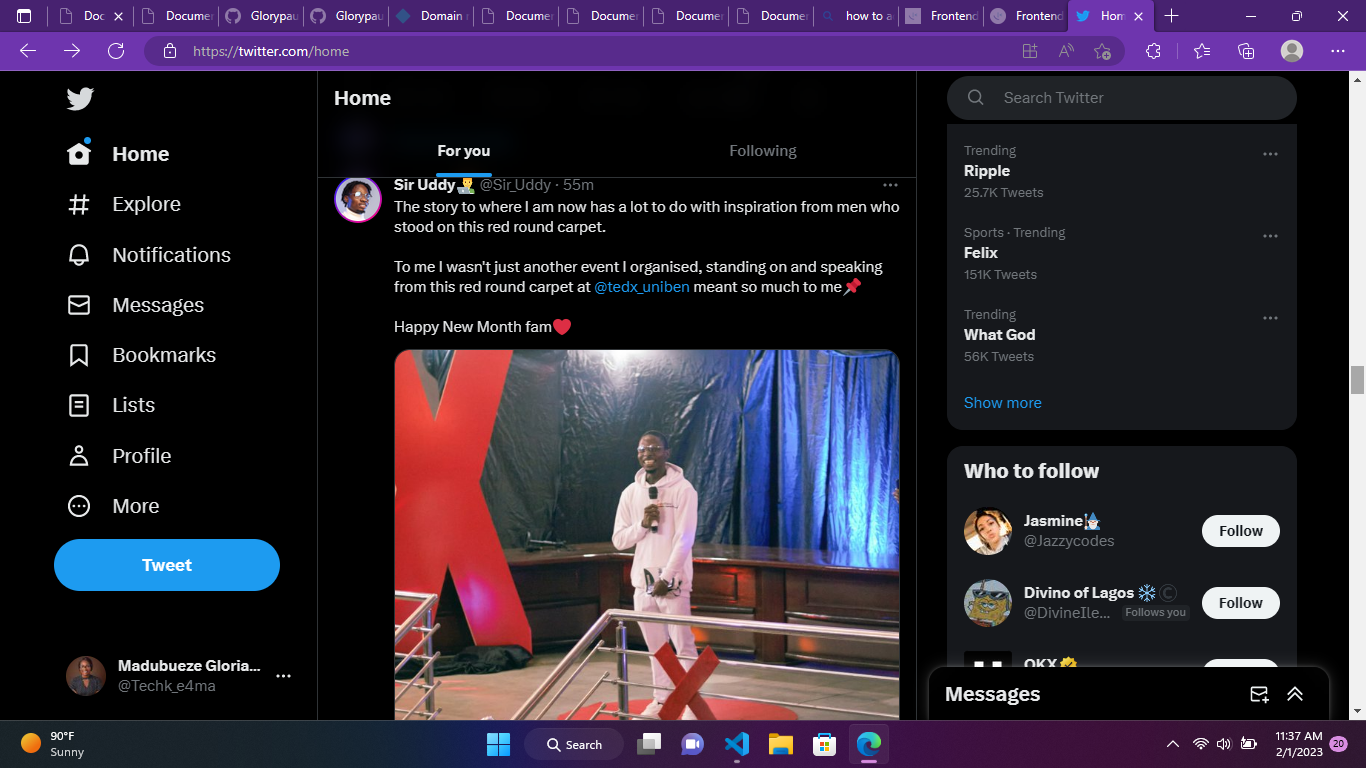 Doc
Documen
Glorypau
Glorypau
Domain n
Documen
Documen
Documen
Documen
how to a
Frontend
Frontend
Hom
https://twitter.com/home
Home
Explore
Notifications
Messages
Bookmarks
Lists
Profile
More
Tweet
Madubueze Gloria...
@Techk_e4ma
Home
For you
Following
Sir Uddy @Sir_Uddy · 55m
The story to where I am now has a lot to do with inspiration from men who
stood on this red round carpet.
To me I wasn't just another event I organised, standing on and speaking
from this red round carpet at @tedx_uniben meant so much to me📌
Happy New Month fam❤️
X
X
Search Twitter
Trending
Ripple
25.7K Tweets
Sports · Trending
Felix
151K Tweets
Trending
What God
56K Tweets
Show more
Who to follow
Jasmine
@Jazzycodes
Follow
Divino of Lagos ❄️©
@DivineIle... Follows you
Follow
OKX
Messages
90°F
Sunny
Search
11:37 AM
2/1/2023
20